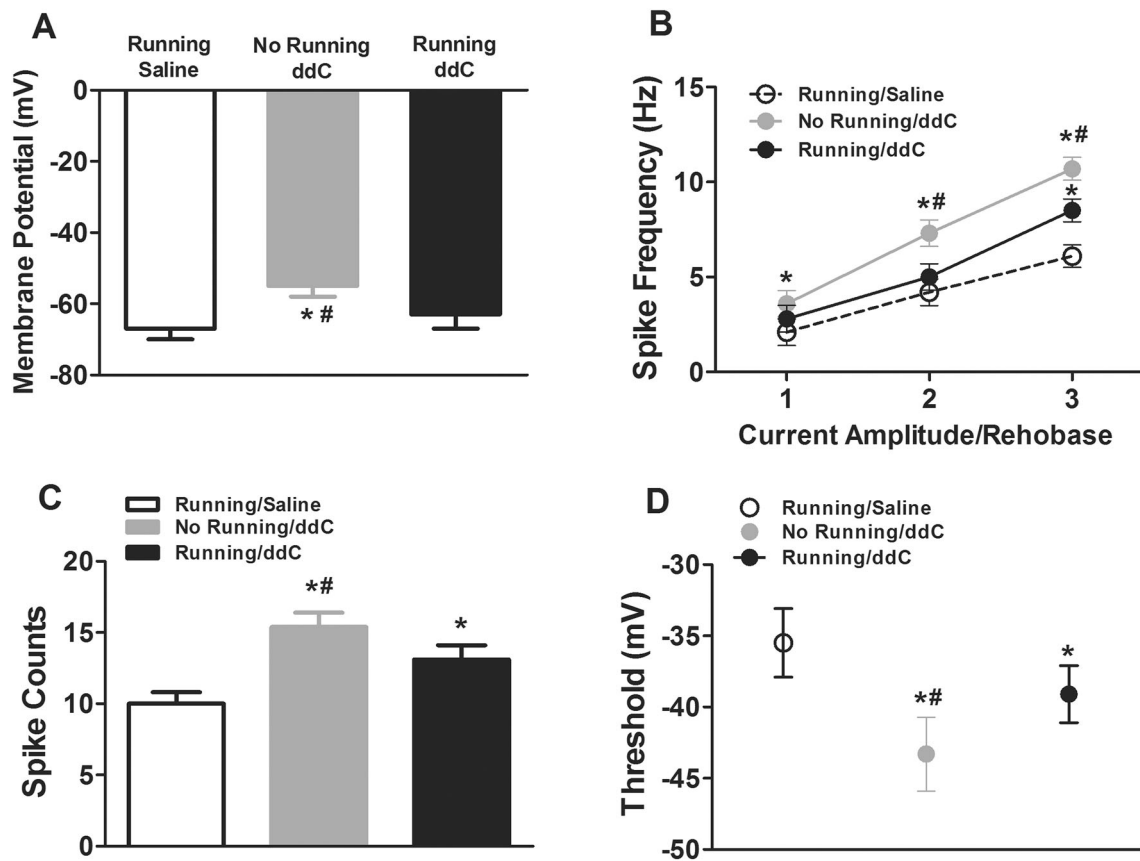 A
Running
Saline
No Running
ddC
Running
ddC
Membrane Potential (mV)
0
-20
-40
-60
-80
* #
B
Running/Saline
No Running/ddC
Running/ddC
Spike Frequency (Hz)
15
10
5
0
*
*#
*#
*
1 2 3
Current Amplitude/Rehobase
C
Running/Saline
No Running/ddC
Running/ddC
Spike Counts
20
15
10
5
0
*#
*
D
Running/Saline
No Running/ddC
Running/ddC
Threshold (mV)
-30
-35
-40
-45
-50
*#
*